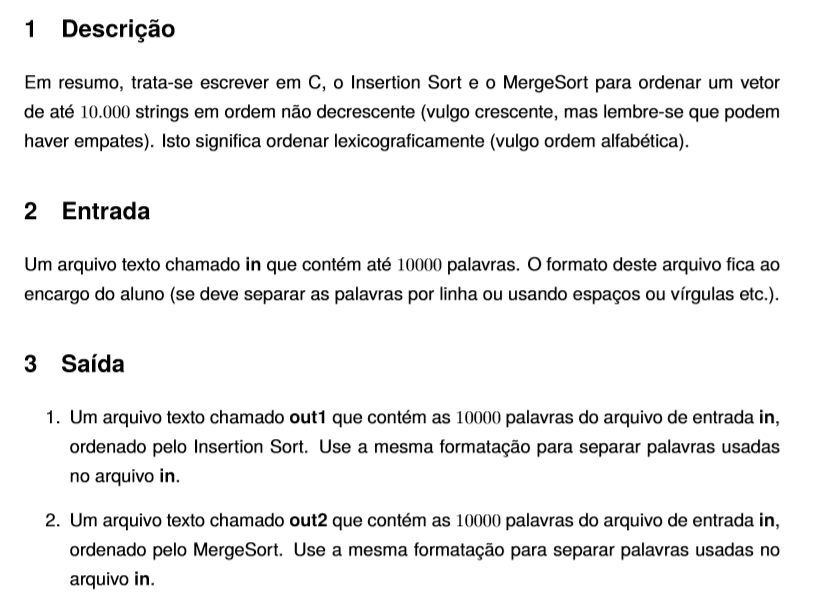 1 Descrição
Em resumo, trata-se escrever em C, o Insertion Sort e o MergeSort para ordenar um vetor
de até 10.000 strings em ordem não decrescente (vulgo crescente, mas lembre-se que podem
haver empates). Isto significa ordenar lexicograficamente (vulgo ordem alfabética).
2 Entrada
Um arquivo texto chamado in que contém até 10000 palavras. O formato deste arquivo fica ao
encargo do aluno (se deve separar as palavras por linha ou usando espaços ou vírgulas etc.).
3 Saída
1. Um arquivo texto chamado out1 que contém as 10000 palavras do arquivo de entrada in,
ordenado pelo Insertion Sort. Use a mesma formatação para separar palavras usadas
no arquivo in.
2. Um arquivo texto chamado out2 que contém as 10000 palavras do arquivo de entrada in,
ordenado pelo MergeSort. Use a mesma formatação para separar palavras usadas no
arquivo in.